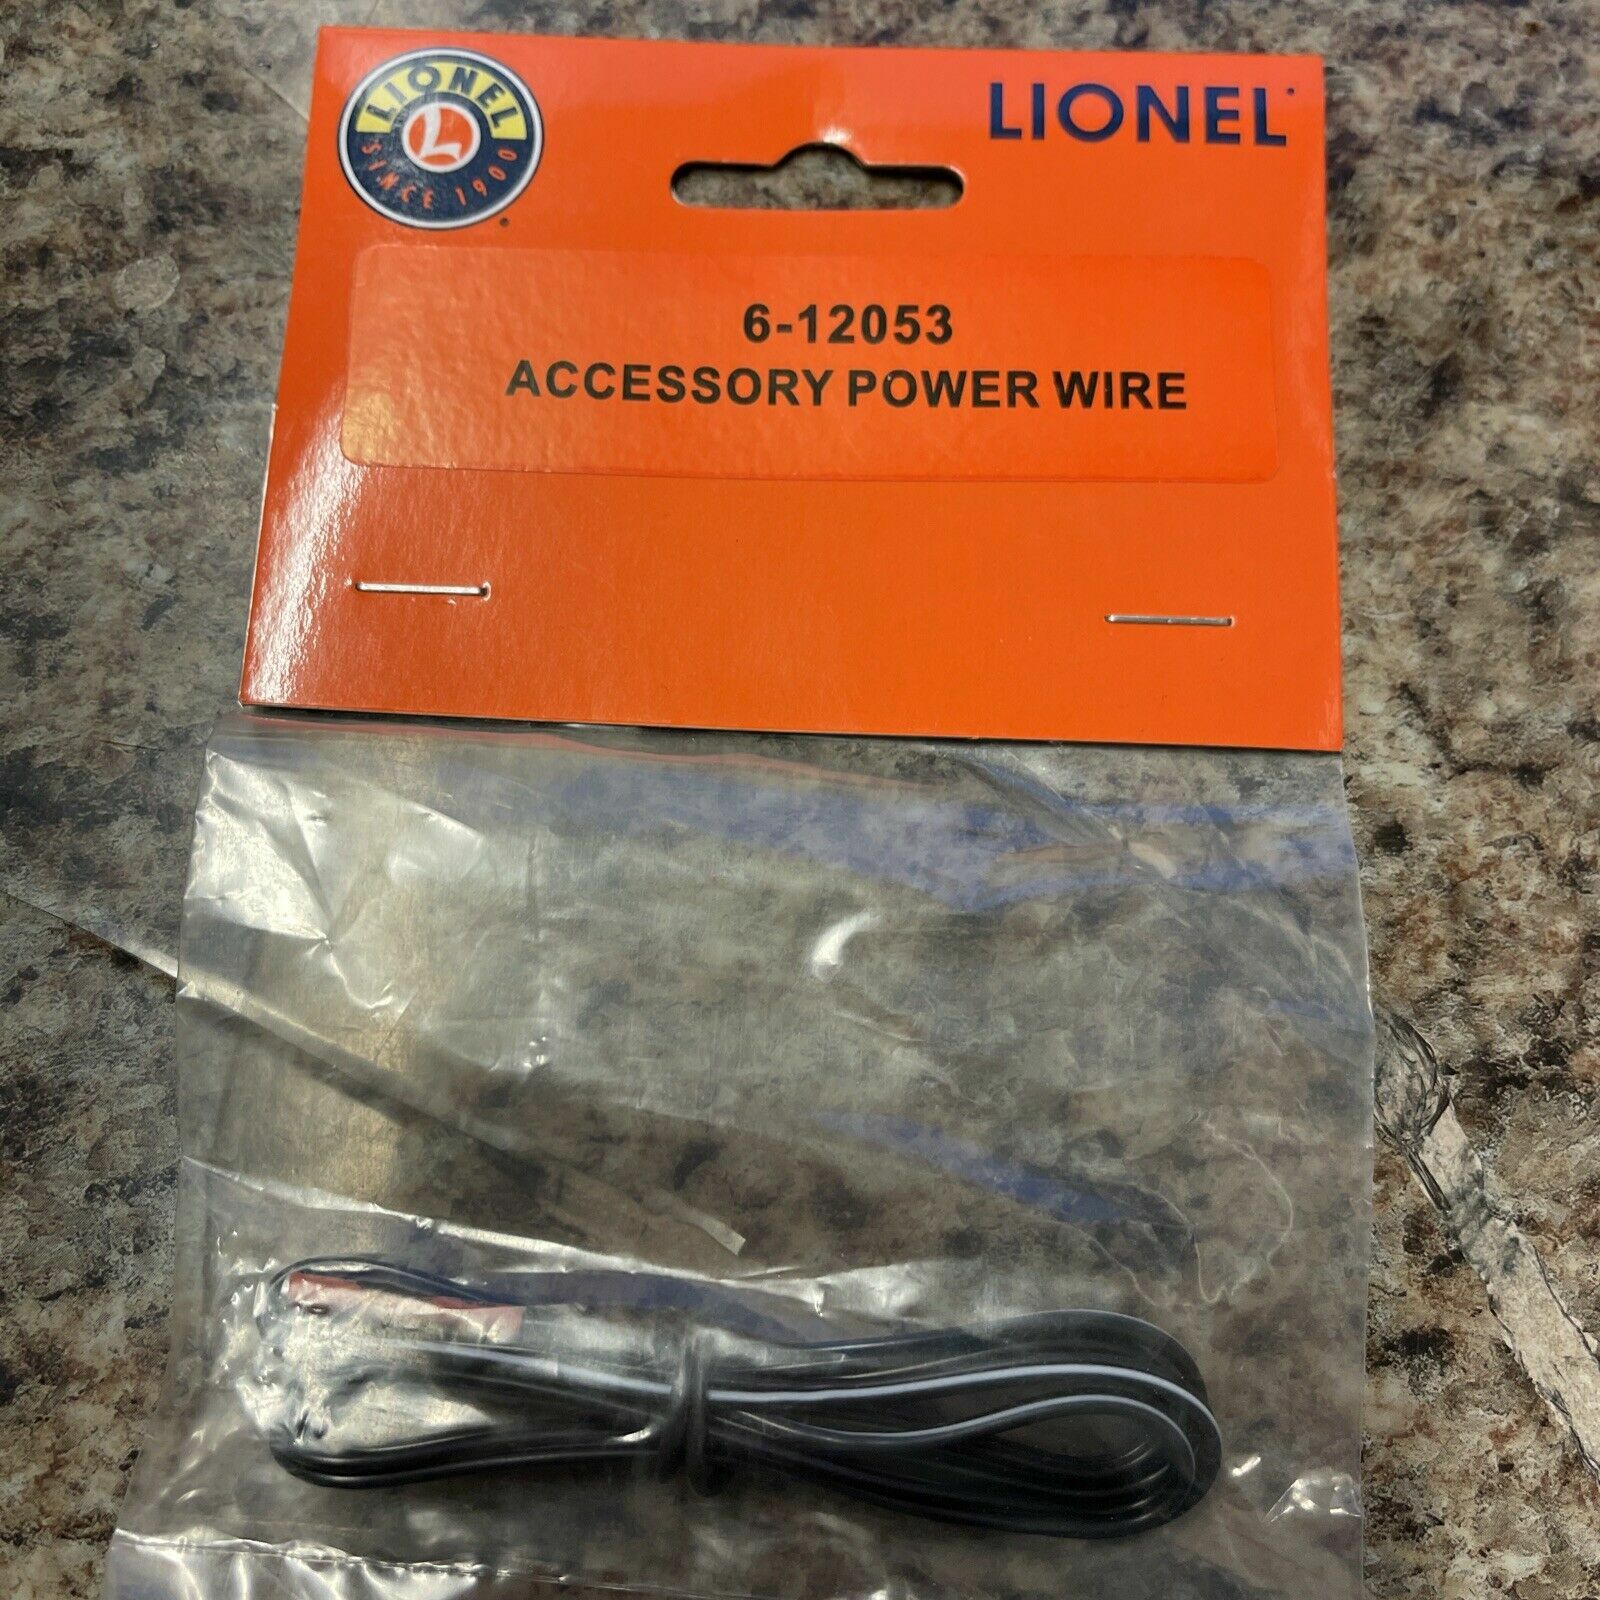 LIONEL
L
SINCE 1900
LIONEL
6-12053
ACCESSORY POWER WIRE